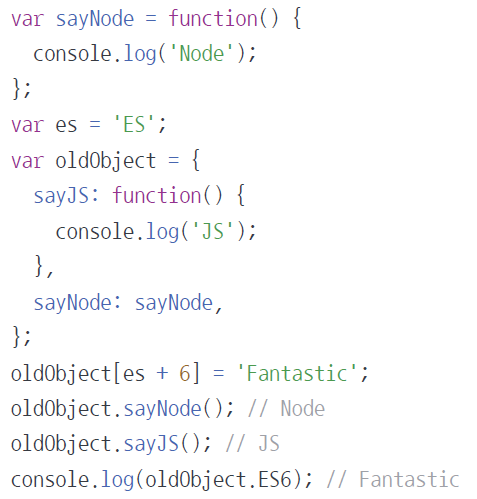 var sayNode = function() {
  console.log('Node');
};
var es = 'ES';
var oldObject = {
  sayJS: function() {
    console.log('JS');
  },
  sayNode: sayNode,
};
oldObject[es + 6] = 'Fantastic';
oldObject.sayNode(); // Node
oldObject.sayJS(); // JS
console.log(oldObject.ES6); // Fantastic